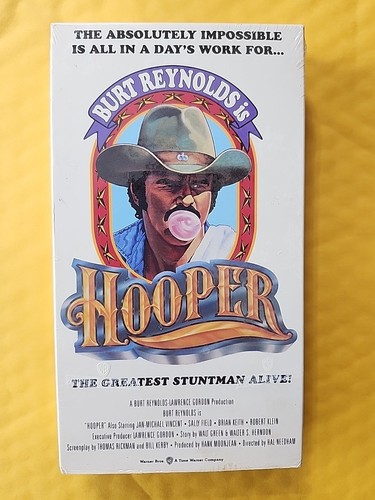 THE ABSOLUTELY IMPOSSIBLE
IS ALL IN A DAY'S WORK FOR...
BURT REYNOLDS is
HOOPER
THE GREATEST STUNTMAN ALIVE!
A BURT REYNOLDS-LAWRENCE GORDON Production
BURT REYNOLDS IS
"HOOPER" Also Starring JAN-MICHAEL VINCENT • SALLY FIELD • BRIAN KEITH • ROBERT KLEIN
Executive Producer LAWRENCE GORDON • Story by WALT GREEN & WALTER S. HERNDON
Screenplay by THOMAS RICKMAN and BILL KERBY • Produced by HANK MOONJEAN • Directed by HAL NEEDHAM
Warner Bros. A Time Warner Company